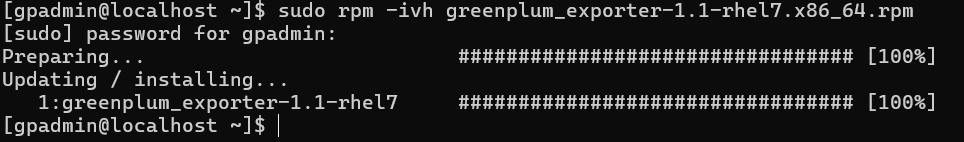 [gpadmin@localhost ~]$ sudo rpm -ivh greenplum_exporter-1.1-rhel7.x86_64.rpm
[sudo] password for gpadmin:
Preparing...                          ################################# [100%]
Updating / installing...
   1:greenplum_exporter-1.1-rhel7     ################################# [100%]
[gpadmin@localhost ~]$